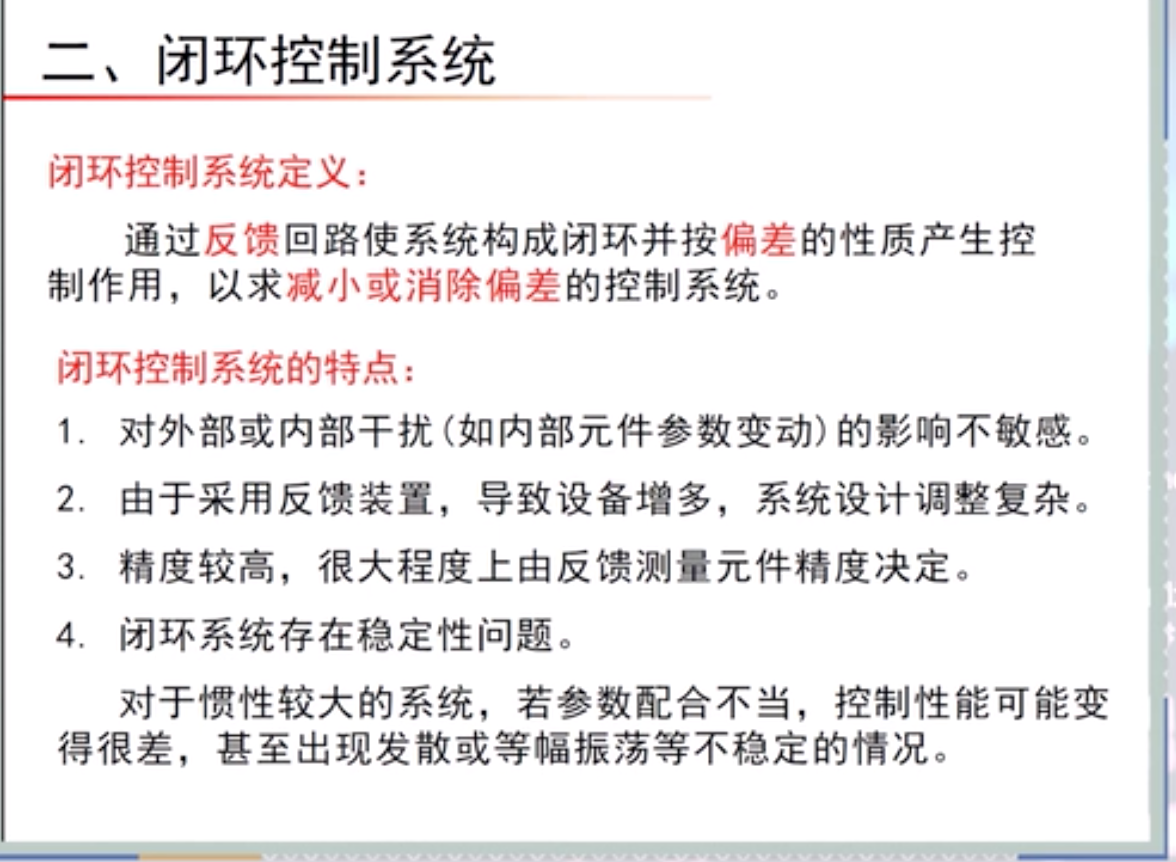 二、闭环控制系统
闭环控制系统定义：
通过反馈回路使系统构成闭环并按偏差的性质产生控
制作用，以求减小或消除偏差的控制系统。
闭环控制系统的特点：
1. 对外部或内部干扰(如内部元件参数变动)的影响不敏感。
2. 由于采用反馈装置，导致设备增多，系统设计调整复杂。
3. 精度较高，很大程度上由反馈测量元件精度决定。
4. 闭环系统存在稳定性问题。
对于惯性较大的系统，若参数配合不当，控制性能可能变
得很差，甚至出现发散或等幅振荡等不稳定的情况。